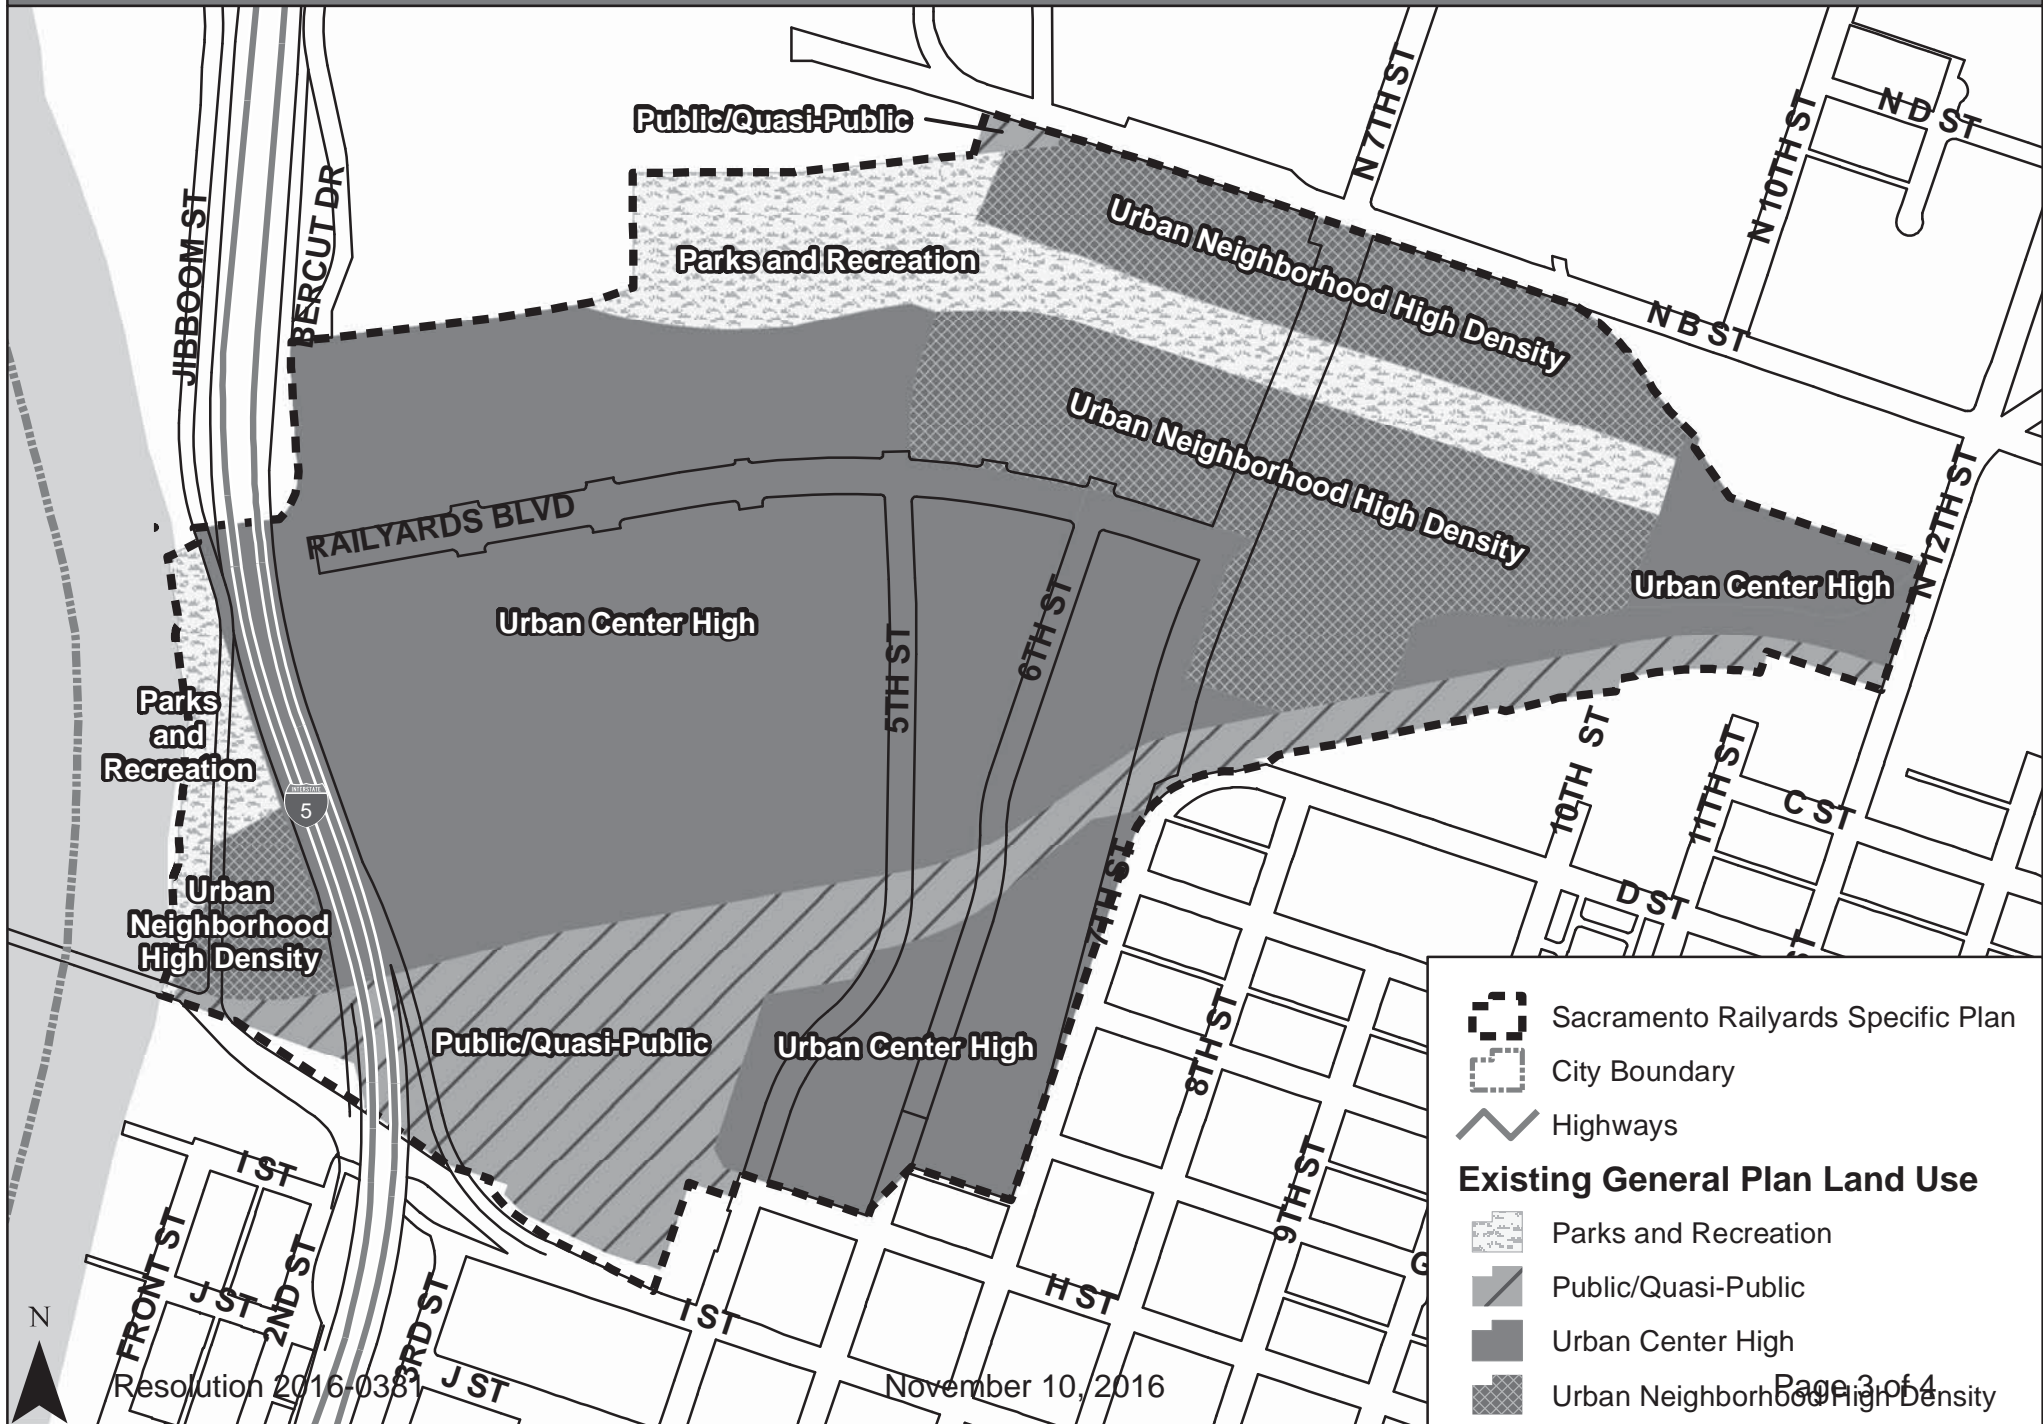 JIBBOOM ST
BERCUT DR
Public/Quasi-Public
N 7TH ST
N 10TH ST
N D ST
Parks and Recreation
Urban Neighborhood High Density
N B ST
Urban Neighborhood High Density
N 12TH ST
RAILYARDS BLVD
Urban Center High
Urban Center High
5TH ST
6TH ST
Parks
and
Recreation
INTERSTATE
5
10TH ST
11TH ST
C ST
7TH ST
D ST
Urban
Neighborhood
High Density
Public/Quasi-Public
Urban Center High
8TH ST
9TH ST
I ST
FRONT ST
J ST
2ND ST
3RD ST
I ST
H ST
J ST
G
N
Sacramento Railyards Specific Plan
City Boundary
Highways
Existing General Plan Land Use
Parks and Recreation
Public/Quasi-Public
Urban Center High
Urban Neighborhood High Density
Resolution 2016-0381
November 10, 2016
Page 3 of 4